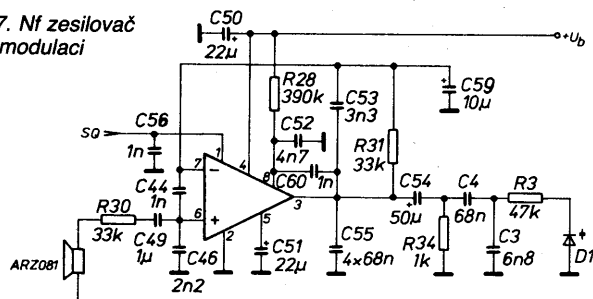 7. Nf zesilovač
modulaci
C50
22µ
+Ub
R28
390k
C53
3n3
C59
10µ
C56
SQ
1n
C52
4n7
R31
33k
1
4
7
8
C60
1n
C44
1n
C54
C4
R3
3
50µ
68n
47k
R30
33k
6
C49
1µ
2
5
C46
2n2
C51
22µ
C55
4×68n
R34
1k
C3
6n8
D1
ARZ081